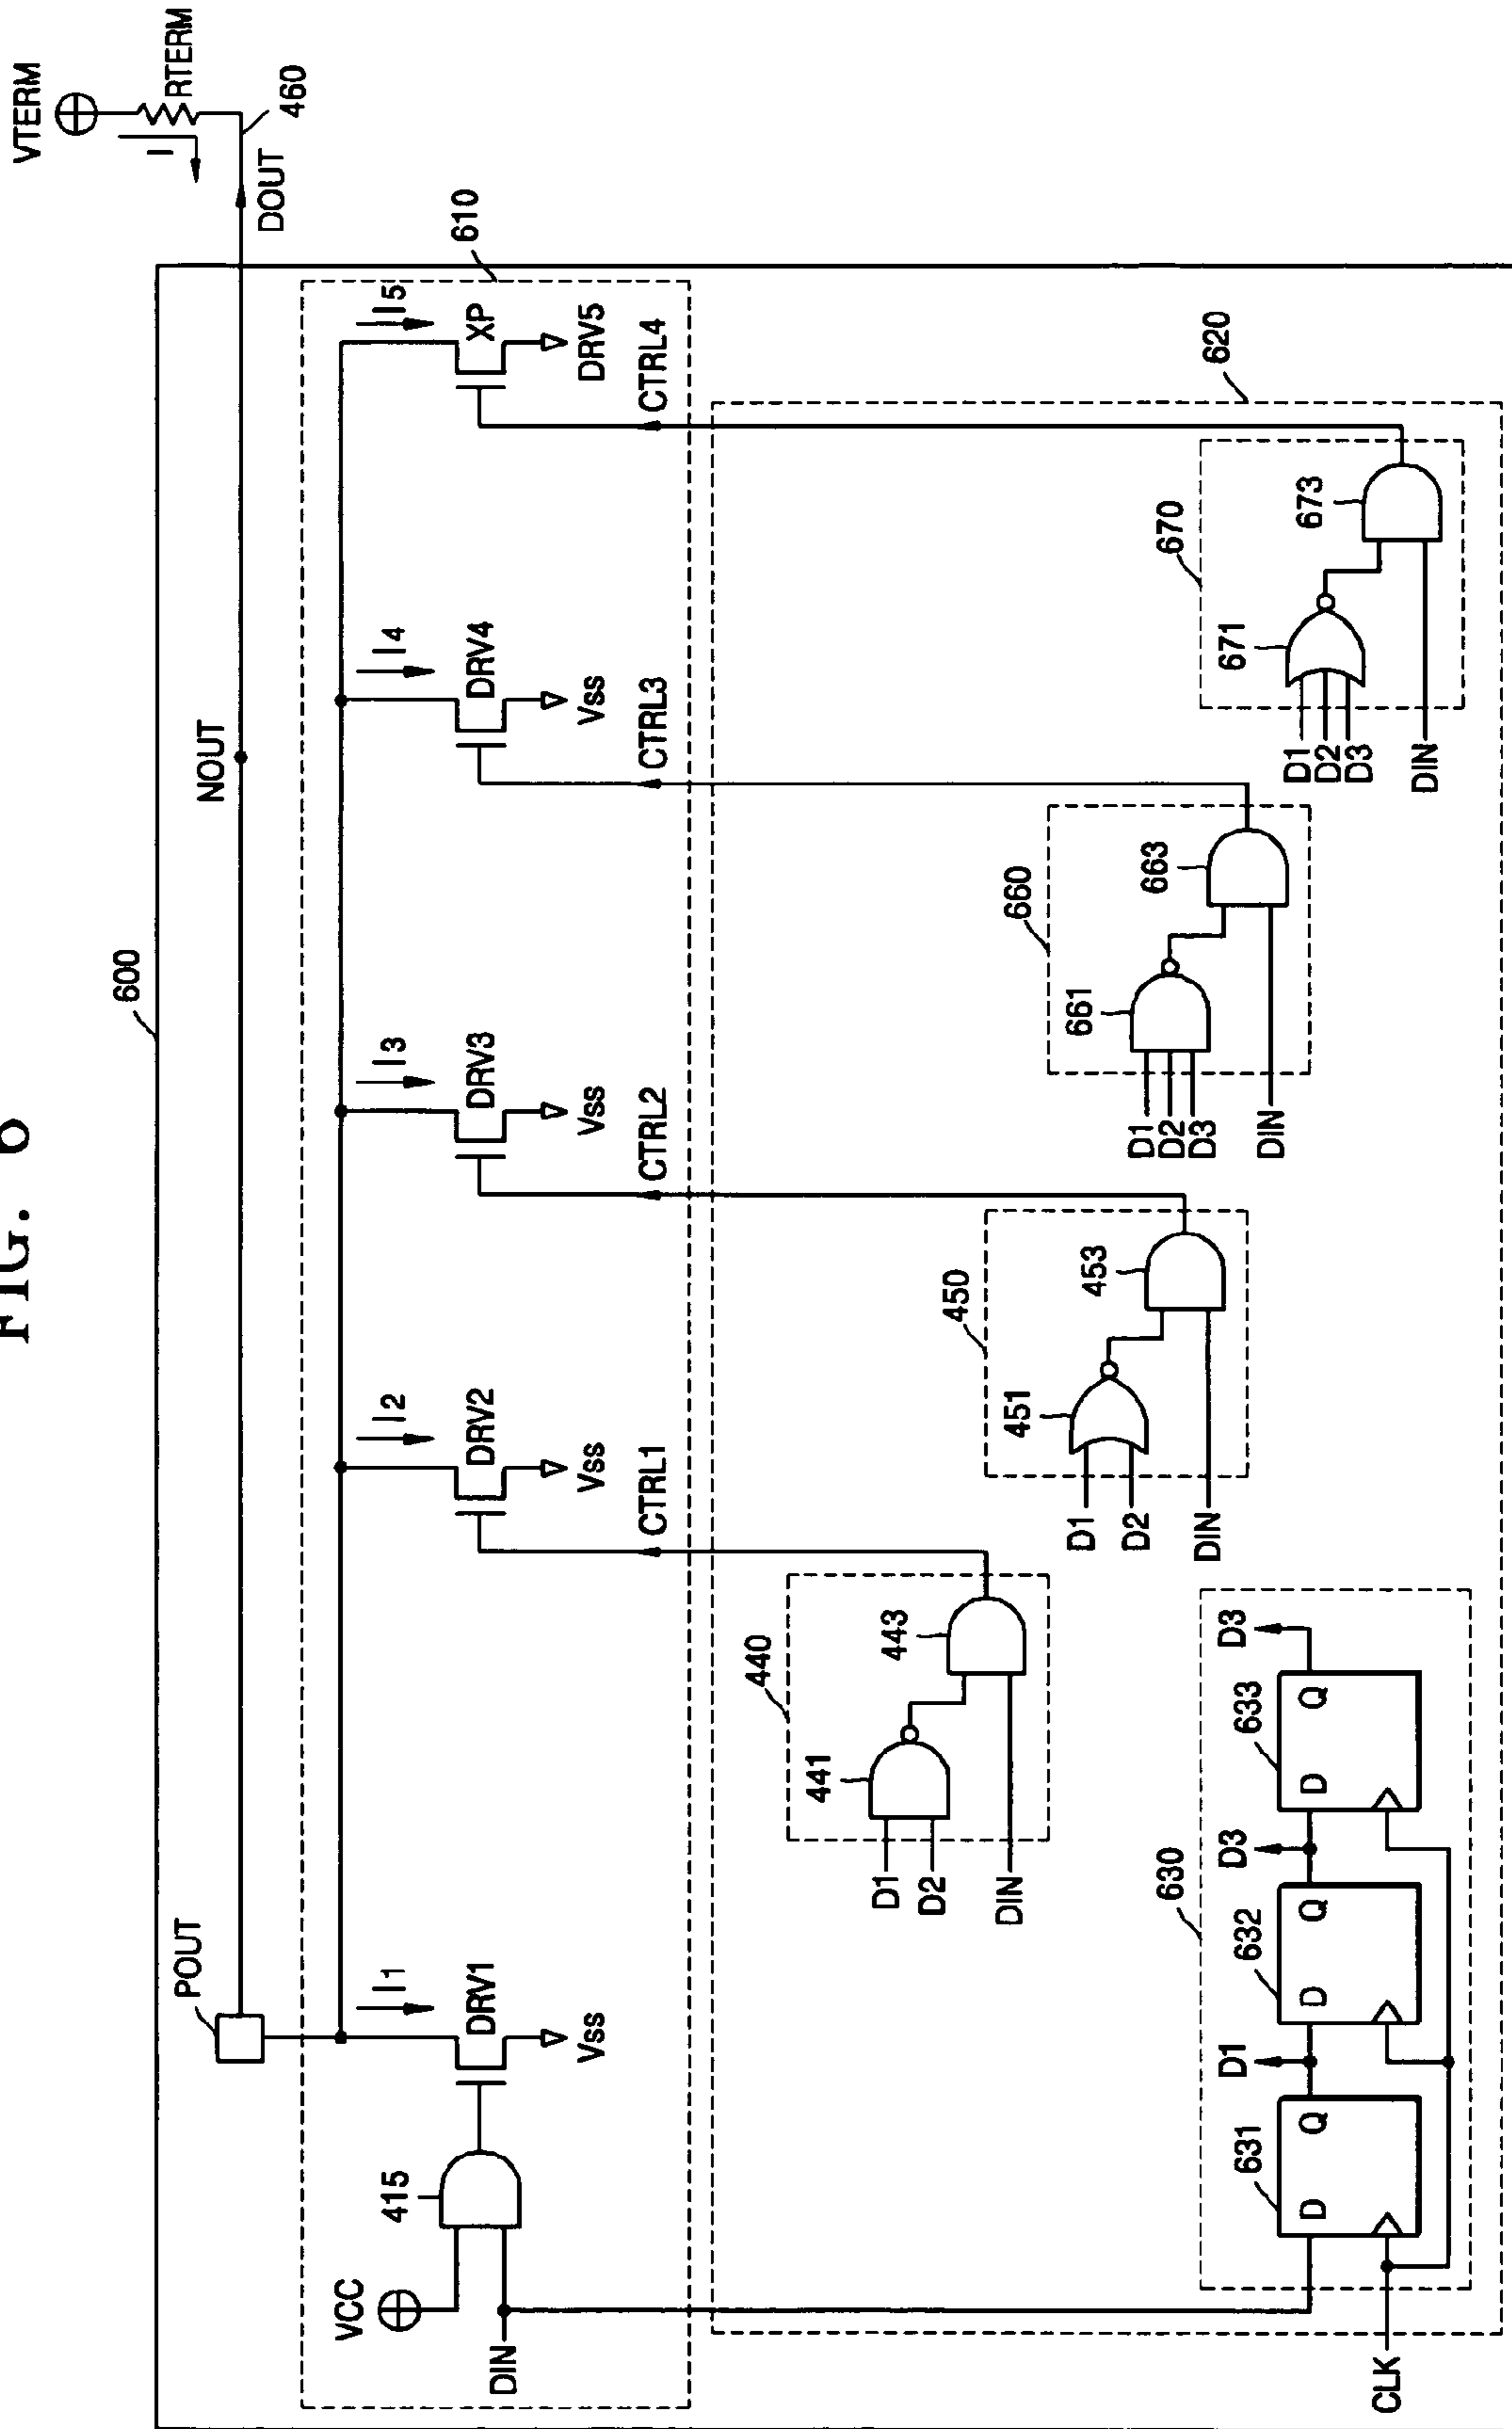 FIG. 6
600
VTERM
RTERM
I
460
DOUT
NOUT
POUT
610
I1
I2
I3
I4
I5
VCC
415
DRV1
DRV2
DRV3
DRV4
XP
DIN
Vss
Vss
Vss
Vss
DRV5
CTRL1
CTRL2
CTRL3
CTRL4
620
440
441
443
D1
D2
DIN
450
451
453
D1
D2
DIN
660
661
663
D1
D2
D3
DIN
670
671
673
D1
D2
D3
DIN
630
631
D1
632
D3
633
D3
D
Q
D
Q
D
Q
CLK